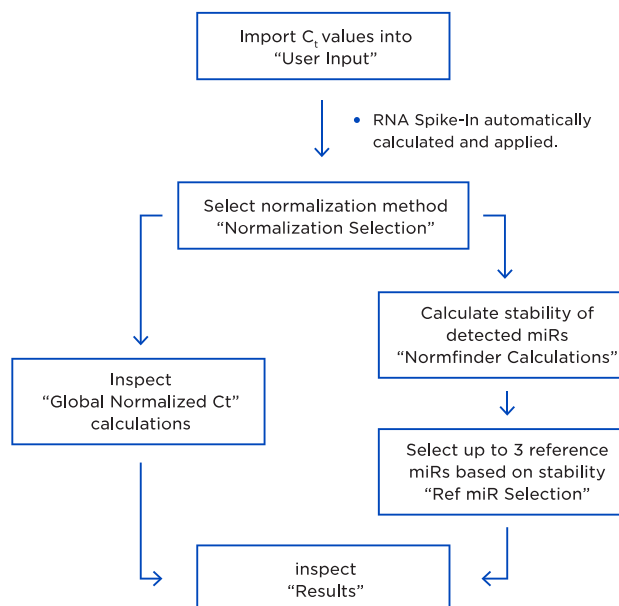 Import Ct values into
“User Input”
• RNA Spike-In automatically
calculated and applied.
Select normalization method
“Normalization Selection”
Calculate stability of
detected miRs
“Normfinder Calculations”
Inspect
“Global Normalized Ct”
calculations
Select up to 3 reference
miRs based on stability
“Ref miR Selection”
inspect
“Results”